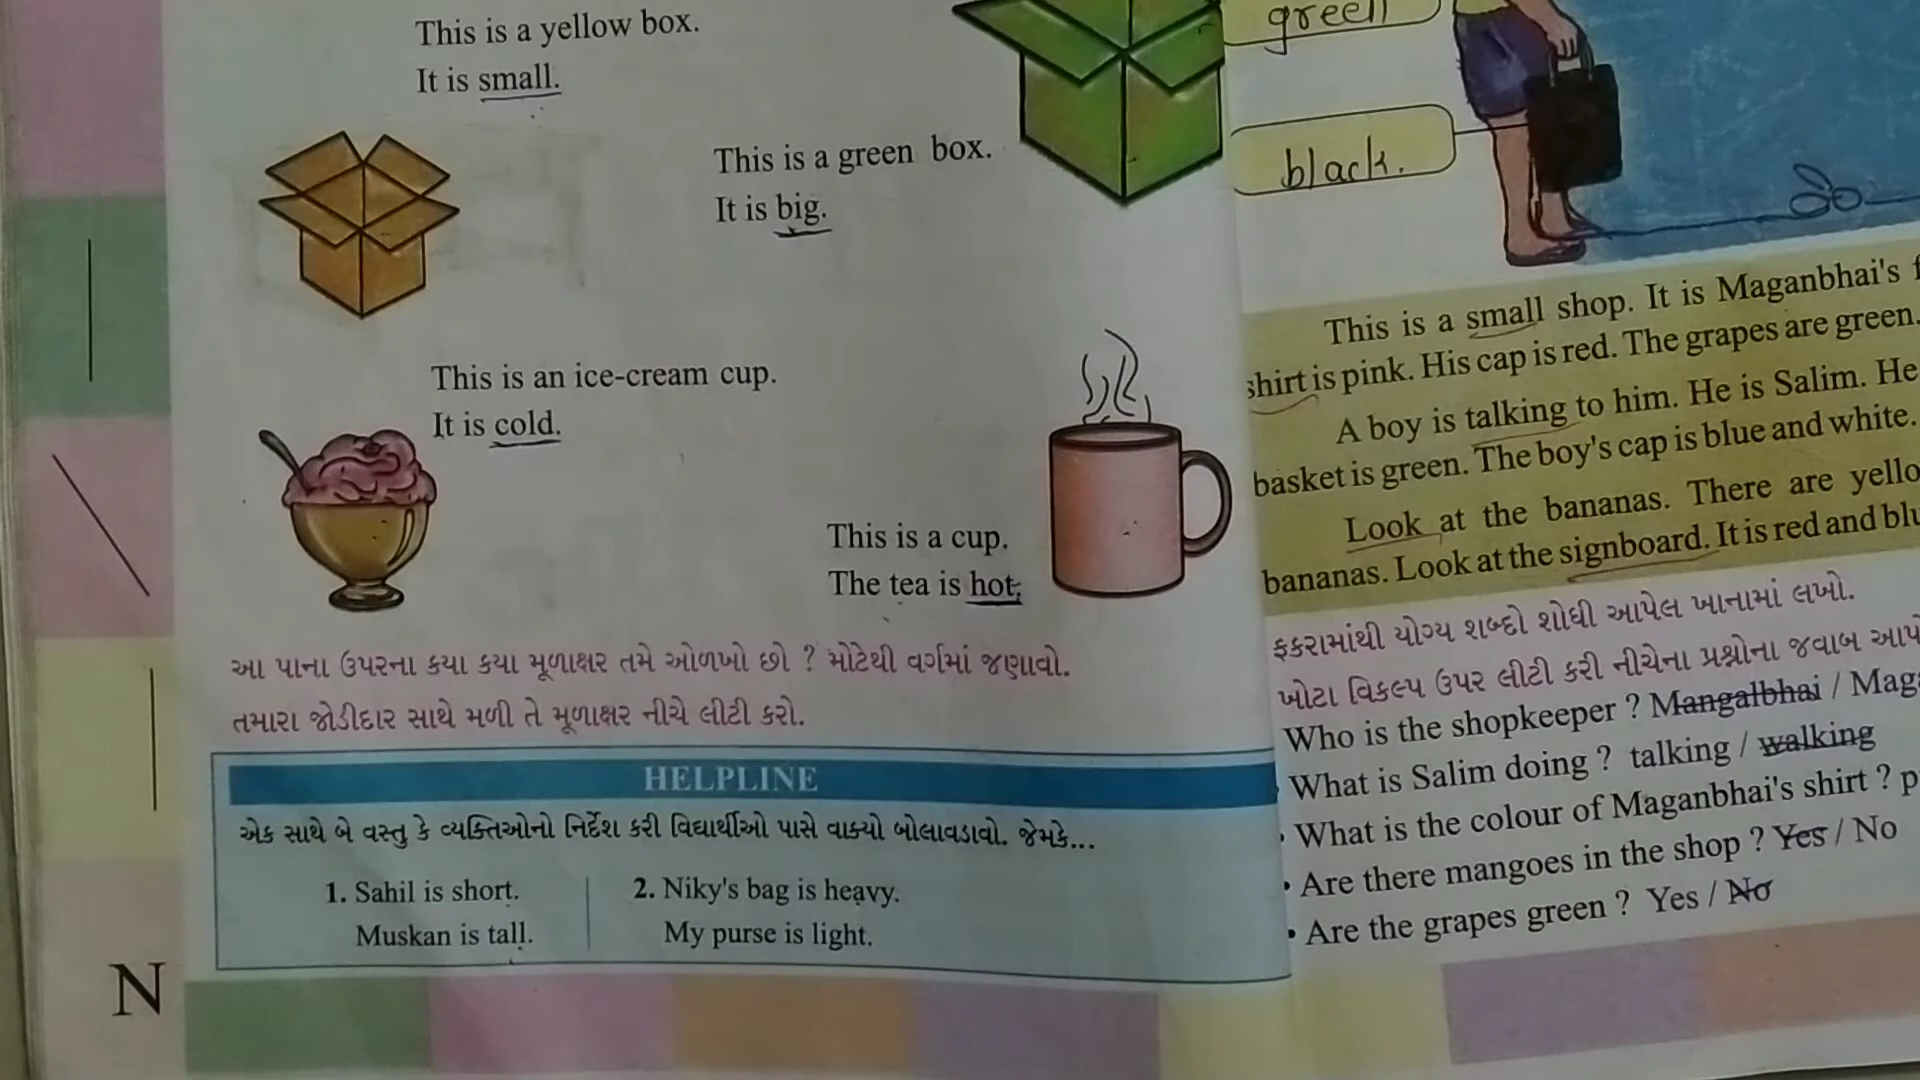 This is a yellow box.
It is small.
This is a green box.
It is big.
This is an ice-cream cup.
It is cold.
This is a cup.
The tea is hot.
આ પાના ઉપરના કયા કયા મૂળાક્ષર તમે ઓળખો છો ? મોટેથી વર્ગમાં જણાવો.
તમારા જોડીદાર સાથે મળી તે મૂળાક્ષર નીચે લીટી કરો.
HELPLINE
એક સાથે બે વસ્તુ કે વ્યક્તિઓનો નિર્દેશ કરી વિદ્યાર્થીઓ પાસે વાક્યો બોલાવડાવો. જેમકે...
1. Sahil is short.
Muskan is tall.
2. Niky's bag is heavy.
My purse is light.
N
green
black.
This is a small shop. It is Maganbhai's
shirt is pink. His cap is red. The grapes are green.
A boy is talking to him. He is Salim. He
basket is green. The boy's cap is blue and white.
Look at the bananas. There are
bananas. Look at the signboard. It is red and
ફકરામાંથી યોગ્ય શબ્દો શોધી આપેલ ખાનામાં લખો.
ખોટા વિકલ્પ ઉપર લીટી કરી નીચેના પ્રશ્નોના જવાબ
Who is the shopkeeper ? Mangalbhai /
What is Salim doing ? talking / walking
What is the colour of Maganbhai's shirt ?
• Are there mangoes in the shop ? Yes / No
• Are the grapes green ? Yes / No